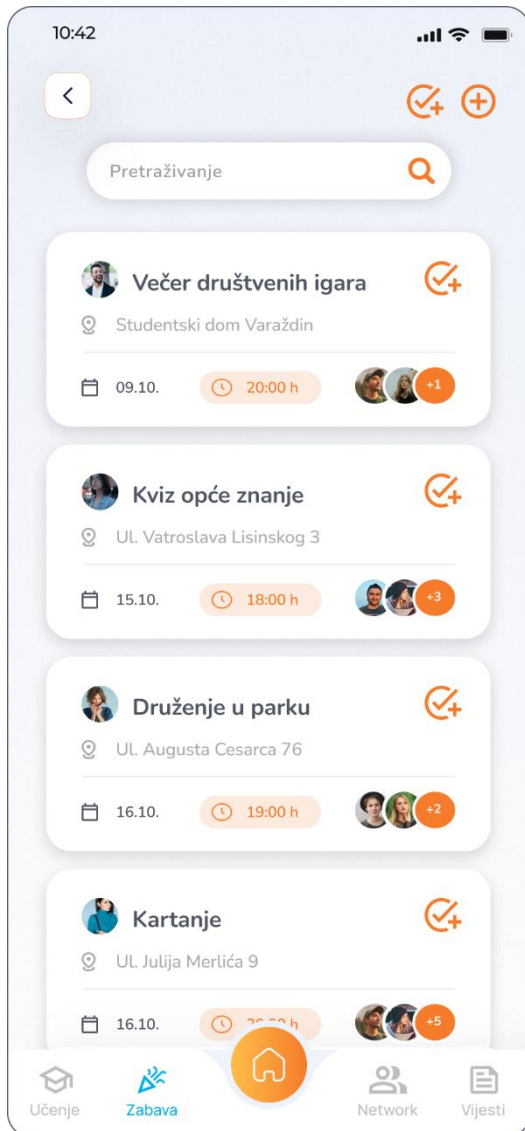 10:42
Pretraživanje
Večer društvenih igara
Studentski dom Varaždin
09.10. 20:00 h +1
Kviz opće znanje
Ul. Vatroslava Lisinskog 3
15.10. 18:00 h +3
Druženje u parku
Ul. Augusta Cesarca 76
16.10. 19:00 h +2
Kartanje
Ul. Julija Merlića 9
16.10. h +5
Učenje Zabava Network Vijesti